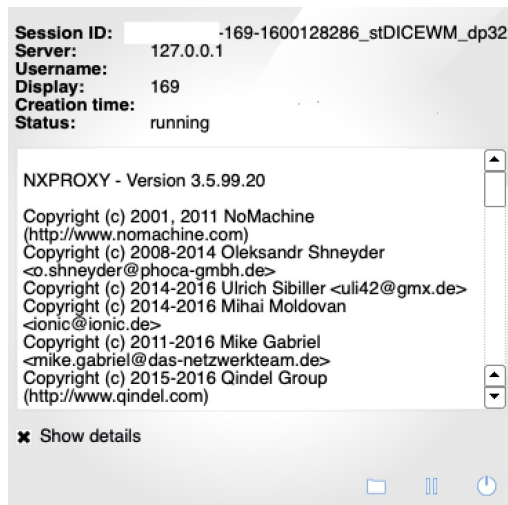 Session ID: -169-1600128286_stDICEWM_dp32
Server: 127.0.0.1
Username:
Display: 169
Creation time:
Status: running
NXPROXY - Version 3.5.99.20
Copyright (c) 2001, 2011 NoMachine
(http://www.nomachine.com)
Copyright (c) 2008-2014 Oleksandr Shneyder
<o.shneyder@phoca-gmbh.de>
Copyright (c) 2014-2016 Ulrich Sibiller <uli42@gmx.de>
Copyright (c) 2014-2016 Mihai Moldovan
<ionic@ionic.de>
Copyright (c) 2011-2016 Mike Gabriel
<mike.gabriel@das-netzwerkteam.de>
Copyright (c) 2015-2016 Qindel Group
(http://www.qindel.com)
Show details